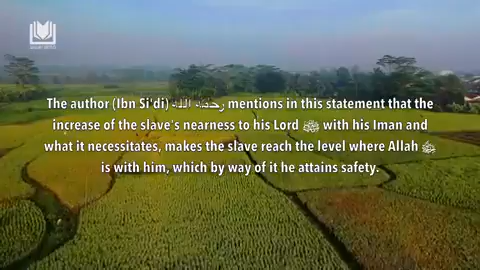 The author (Ibn Si'di) رحمه الله mentions in this statement that the
increase of the slave's nearness to his Lord ﷻ with his Iman and
what it necessitates, makes the slave reach the level where Allah ﷻ
is with him, which by way of it he attains safety.